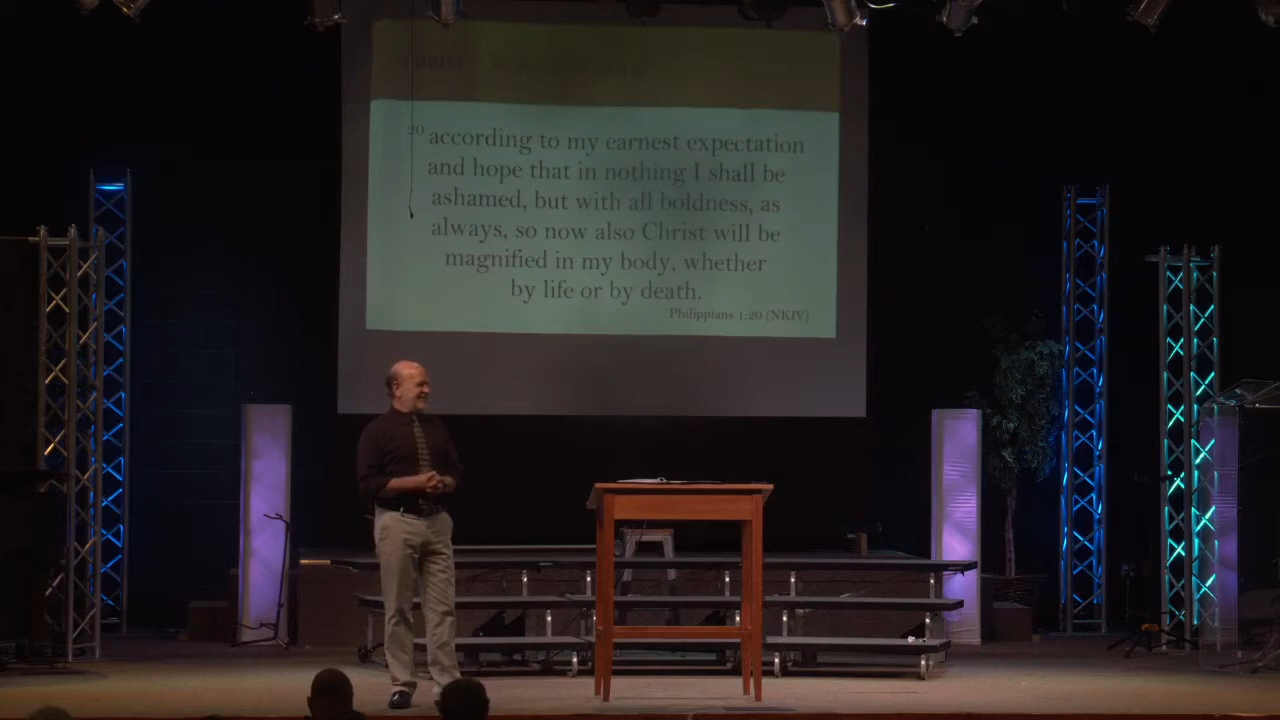 20 according to my earnest expectation
and hope that in nothing I shall be
ashamed, but with all boldness, as
always, so now also Christ will be
magnified in my body, whether
by life or by death.
Philippians 1:20 (NKJV)